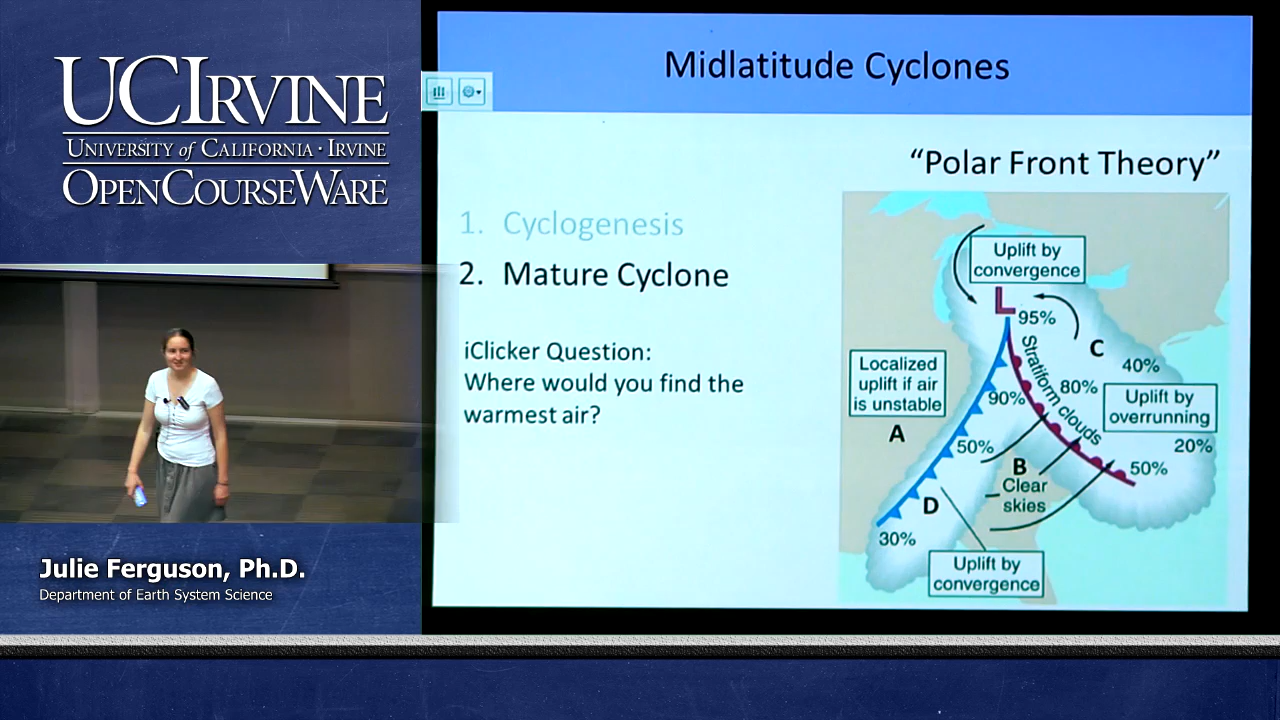 UCIRVINE
UNIVERSITY of CALIFORNIA · IRVINE
OPENCOURSEWARE
Julie Ferguson, Ph.D.
Department of Earth System Science
Midlatitude Cyclones
“Polar Front Theory”
1. Cyclogenesis
2. Mature Cyclone
iClicker Question:
Where would you find the
warmest air?
Uplift by
convergence
L
95%
C
40%
Localized
uplift if air
is unstable
Stratiform clouds
80%
90%
Uplift by
overrunning
A
20%
50%
B
50%
Clear
skies
D
30%
Uplift by
convergence